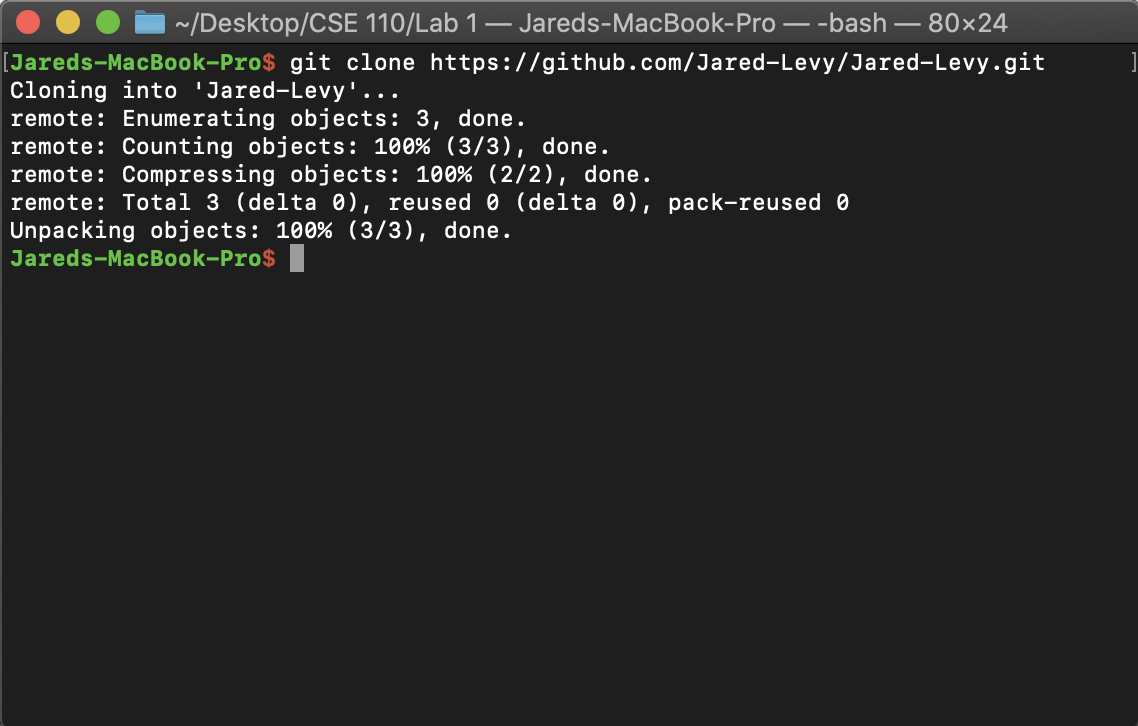 ~/Desktop/CSE 110/Lab 1 — Jareds-MacBook-Pro — -bash — 80×24
[Jareds-MacBook-Pro$ git clone https://github.com/Jared-Levy/Jared-Levy.git ]
Cloning into 'Jared-Levy'...
remote: Enumerating objects: 3, done.
remote: Counting objects: 100% (3/3), done.
remote: Compressing objects: 100% (2/2), done.
remote: Total 3 (delta 0), reused 0 (delta 0), pack-reused 0
Unpacking objects: 100% (3/3), done.
Jareds-MacBook-Pro$